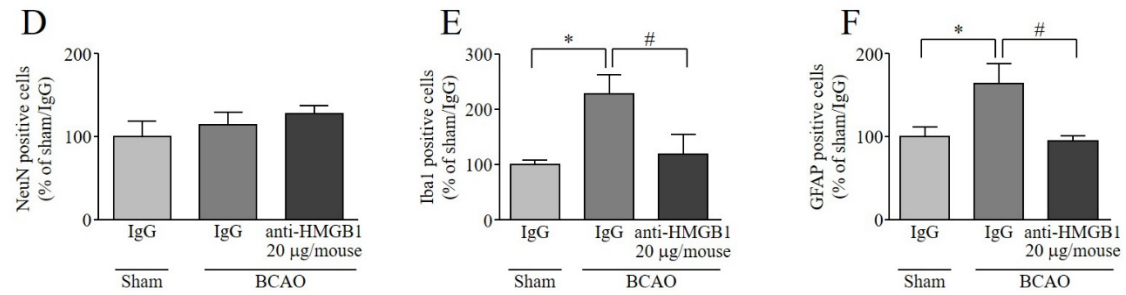 D
NeuN positive cells
(% of sham/IgG)
200
100
0
IgG
IgG
anti-HMGB1
20 μg/mouse
Sham
BCAO
E
Iba1 positive cells
(% of sham/IgG)
300
200
100
0
*
#
IgG
IgG
anti-HMGB1
20 μg/mouse
Sham
BCAO
F
GFAP positive cells
(% of sham/IgG)
200
100
0
*
#
IgG
IgG
anti-HMGB1
20 μg/mouse
Sham
BCAO